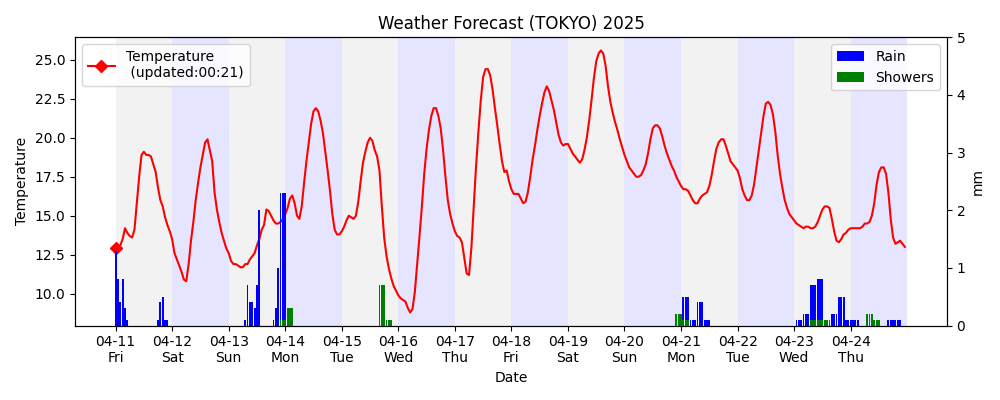 Weather Forecast (TOKYO) 2025
Temperature
(updated:00:21)
Rain
Showers
Temperature
25.0
22.5
20.0
17.5
15.0
12.5
10.0
5
4
3
2
1
0
mm
04-11 04-12 04-13 04-14 04-15 04-16 04-17 04-18 04-19 04-20 04-21 04-22 04-23 04-24
Fri Sat Sun Mon Tue Wed Thu Fri Sat Sun Mon Tue Wed Thu
Date